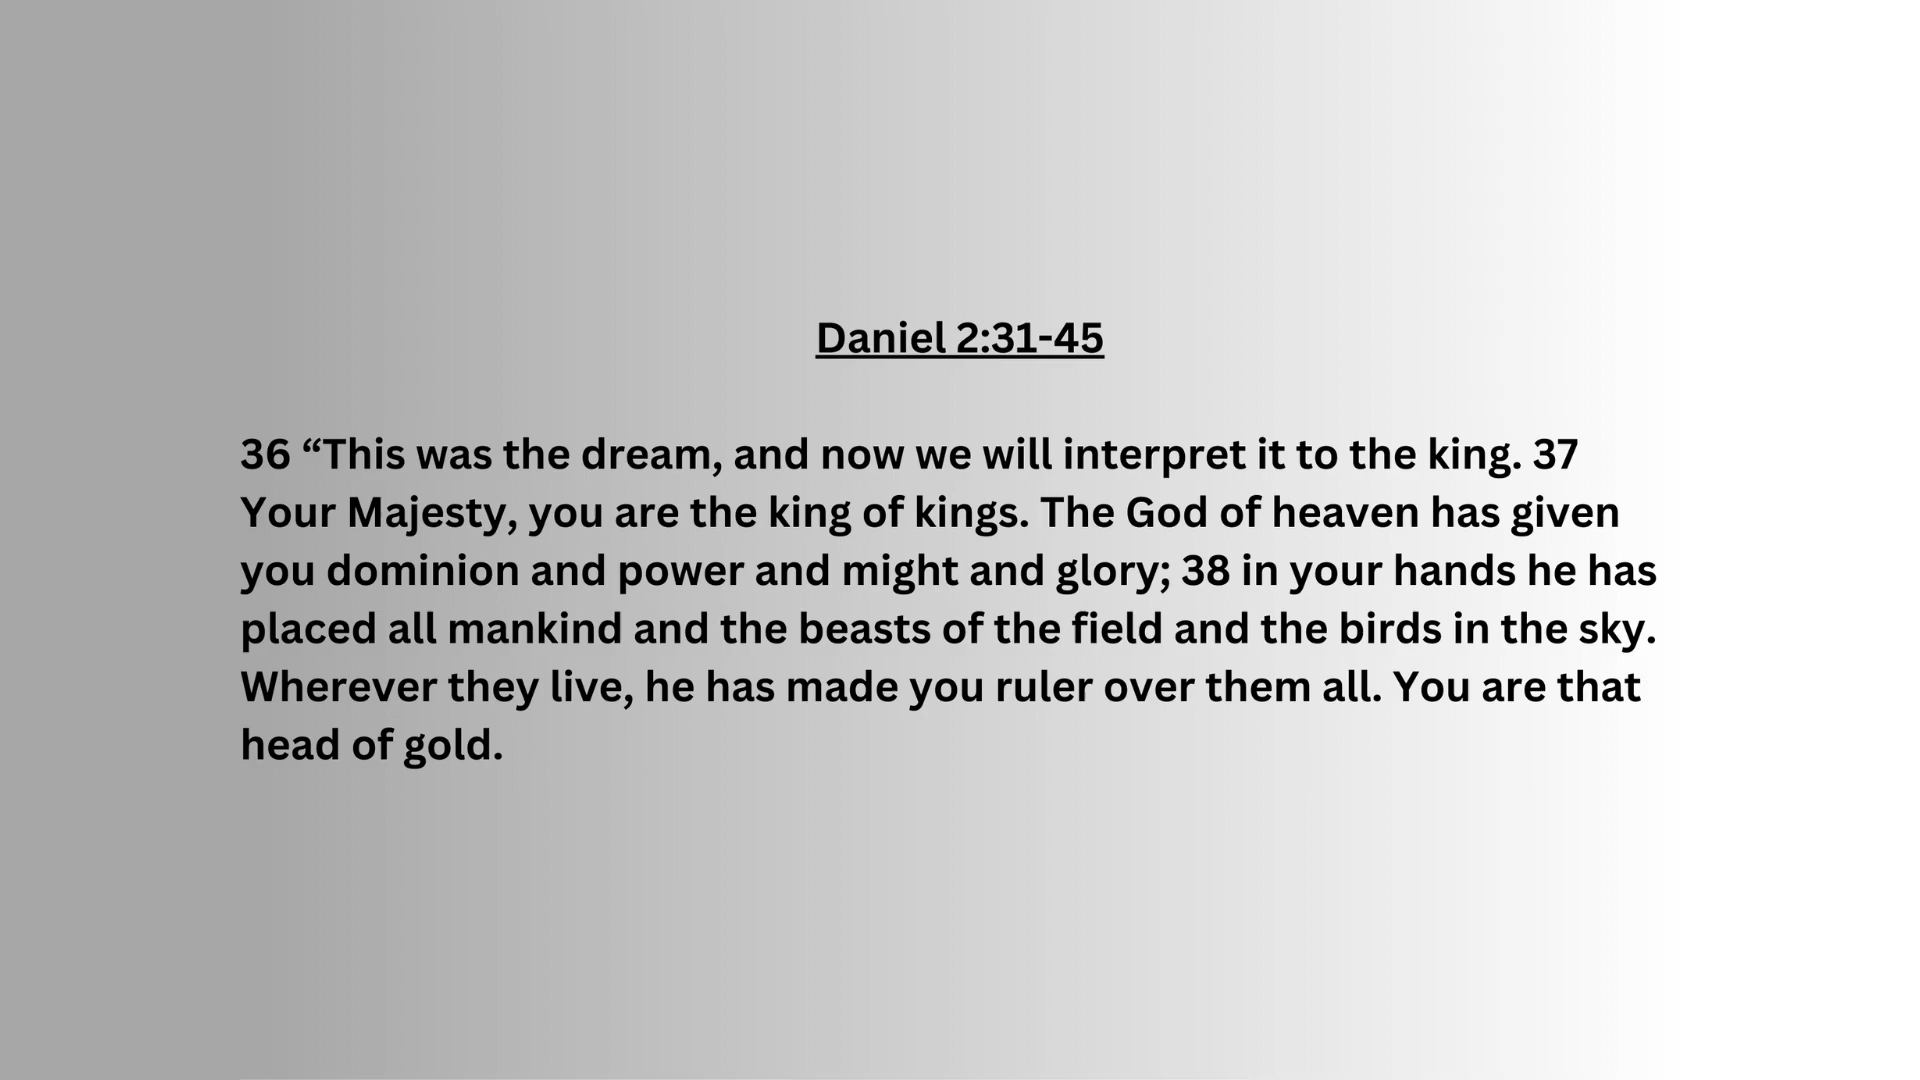 Daniel 2:31-45
36 “This was the dream, and now we will interpret it to the king. 37
Your Majesty, you are the king of kings. The God of heaven has given
you dominion and power and might and glory; 38 in your hands he has
placed all mankind and the beasts of the field and the birds in the sky.
Wherever they live, he has made you ruler over them all. You are that
head of gold.